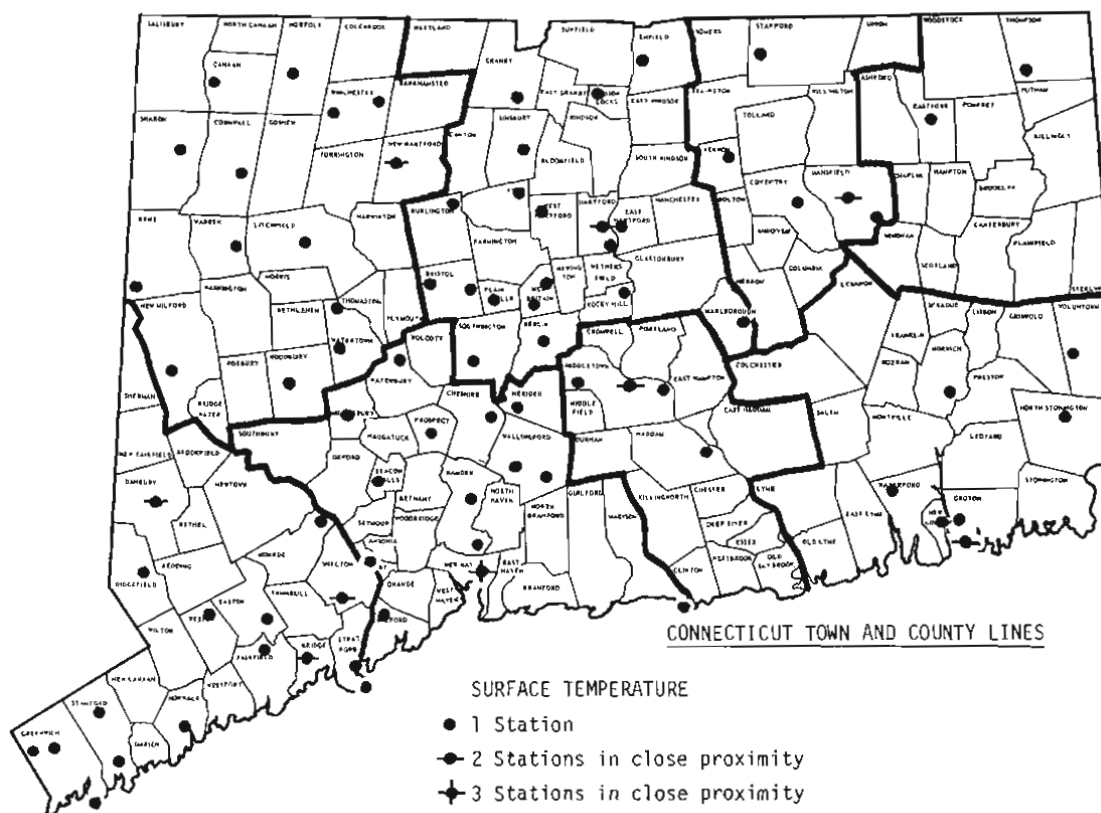 SALISBURY
NORTH CANAAN
NORFOLK
COLEBROOK
HARTLAND
SUFFIELD
ENFIELD
SOMERS
STAFFORD
UNION
WOODSTOCK
THOMPSON
CANAAN
GRANBY
EAST GRANBY
EAST WINDSOR
ASHFORD
EASTFORD
POMFRET
PUTNAM
WINCHESTER
BARKHAMSTED
WINDSOR
TOLLAND
WILLINGTON
KILLINGLY
SHARON
CORNWALL
GOSHEN
TORRINGTON
NEW HARTFORD
CANTON
SIMSBURY
BLOOMFIELD
SOUTH WINDSOR
VERNON
COVENTRY
MANSFIELD
CHAPLIN
HAMPTON
BROOKLYN
KENT
WARREN
LITCHFIELD
HARWINTON
BURLINGTON
WEST HARTFORD
HARTFORD
EAST HARTFORD
MANCHESTER
BOLTON
ANDOVER
COLUMBIA
WINDHAM
SCOTLAND
CANTERBURY
PLAINFIELD
STERLING
FARMINGTON
NEWINGTON
WETHERSFIELD
GLASTONBURY
HEBRON
LEBANON
NEW MILFORD
WASHINGTON
MORRIS
BETHLEHEM
THOMASTON
PLYMOUTH
BRISTOL
PLAINVILLE
NEW BRITAIN
ROCKY HILL
MARLBOROUGH
FRANKLIN
SPRAGUE
LISBON
GRISWOLD
VOLUNTOWN
WATERTOWN
WOLCOTT
SOUTHINGTON
BERLIN
CROMWELL
PORTLAND
COLCHESTER
BOZRAH
NORWICH
PRESTON
SHERMAN
ROXBURY
WOODBURY
BRIDGEWATER
WATERBURY
CHESHIRE
MERIDEN
MIDDLETOWN
MIDDLEFIELD
EAST HAMPTON
EAST HADDAM
SALEM
MONTVILLE
NORTH STONINGTON
NEW FAIRFIELD
BROOKFIELD
SOUTHBURY
MIDDLEBURY
NAUGATUCK
PROSPECT
WALLINGFORD
DURHAM
HADDAM
LEDYARD
STONINGTON
DANBURY
BETHEL
NEWTOWN
OXFORD
BEACON FALLS
BETHANY
HAMDEN
NORTH HAVEN
NORTH BRANFORD
GUILFORD
MADISON
KILLINGWORTH
CHESTER
LYME
WATERFORD
GROTON
RIDGEFIELD
REDDING
MONROE
SEYMOUR
WOODBRIDGE
ANSONIA
DEEP RIVER
ESSEX
WESTBROOK
OLD SAYBROOK
CLINTON
OLD LYME
EAST LYME
WILTON
EASTON
TRUMBULL
ORANGE
WEST HAVEN
EAST HAVEN
BRANFORD
NEW CANAAN
FAIRFIELD
STRATFORD
WESTPORT
STAMFORD
GREENWICH
DARIEN
CONNECTICUT TOWN AND COUNTY LINES
SURFACE TEMPERATURE
1 Station
2 Stations in close proximity
3 Stations in close proximity